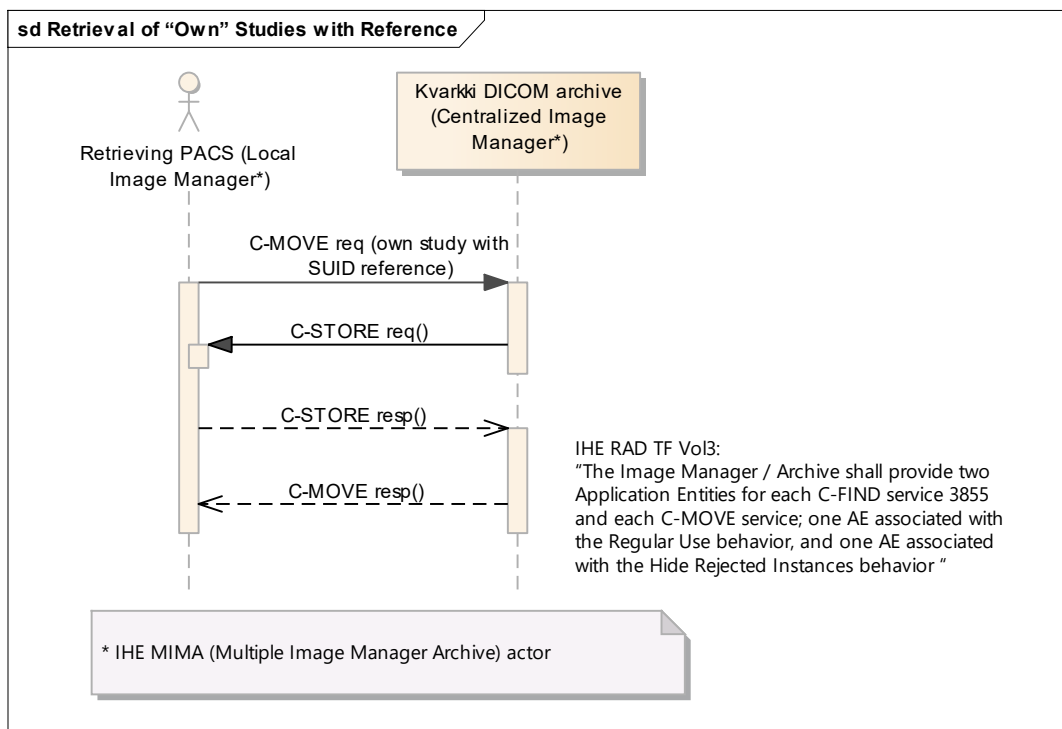 sd Retrieval of “Own” Studies with Reference
Kvarkki DICOM archive
(Centralized Image
Manager*)
Retrieving PACS (Local
Image Manager*)
C-MOVE req (own study with
SUID reference)
C-STORE req()
C-STORE resp()
C-MOVE resp()
IHE RAD TF Vol3:
“The Image Manager / Archive shall provide two
Application Entities for each C-FIND service 3855
and each C-MOVE service; one AE associated with
the Regular Use behavior, and one AE associated
with the Hide Rejected Instances behavior “
* IHE MIMA (Multiple Image Manager Archive) actor